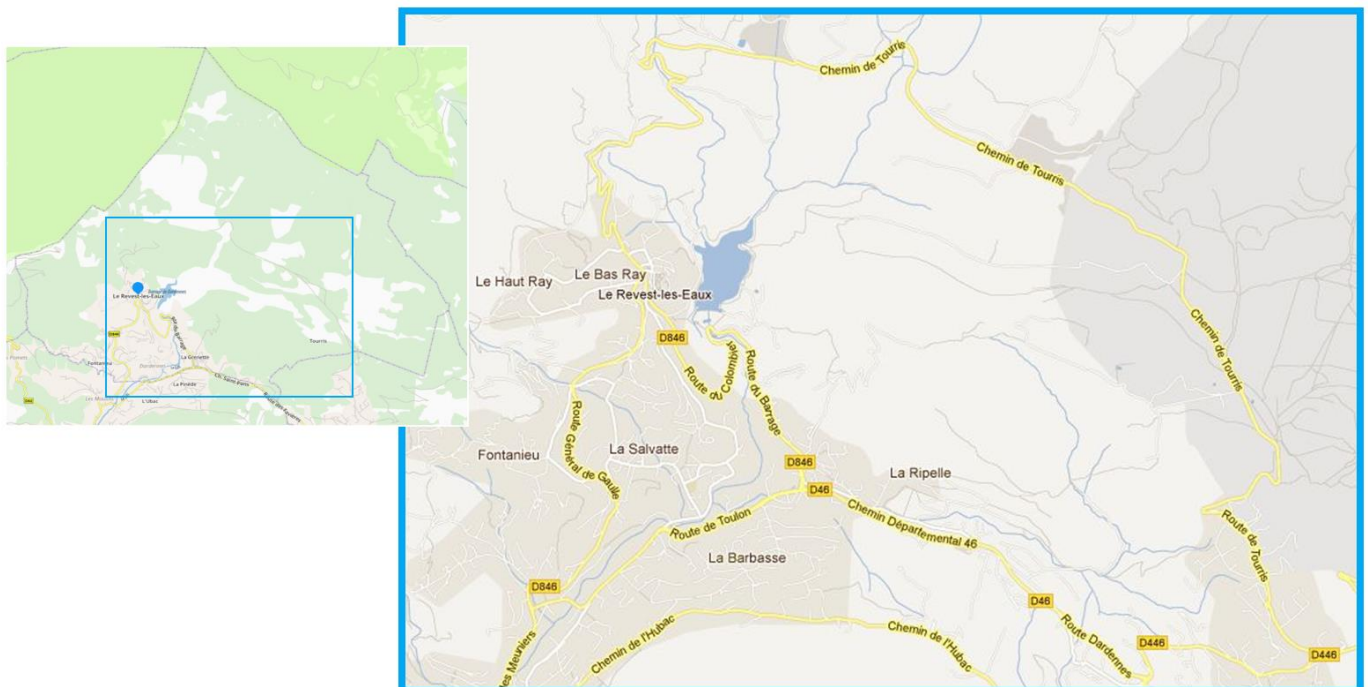 Le Revest-les-Eaux
Tourris
La Grenette
Fontanieu
L'Ubac
Chemin de Tourris
Chemin de Tourris
Le Haut Ray
Le Bas Ray
Le Revest-les-Eaux
Chemin de Tourris
D846
Route du Colombier
Route du Barrage
Route Général de Gaulle
La Salvatte
Fontanieu
D846
La Ripelle
D46
Chemin Départemental 46
Route de Toulon
Route de Tourris
La Barbasse
D846
D46
Chemin de l'Hubac
Chemin de l'Hubac
Route Dardennes
D446
D446
des Meuniers